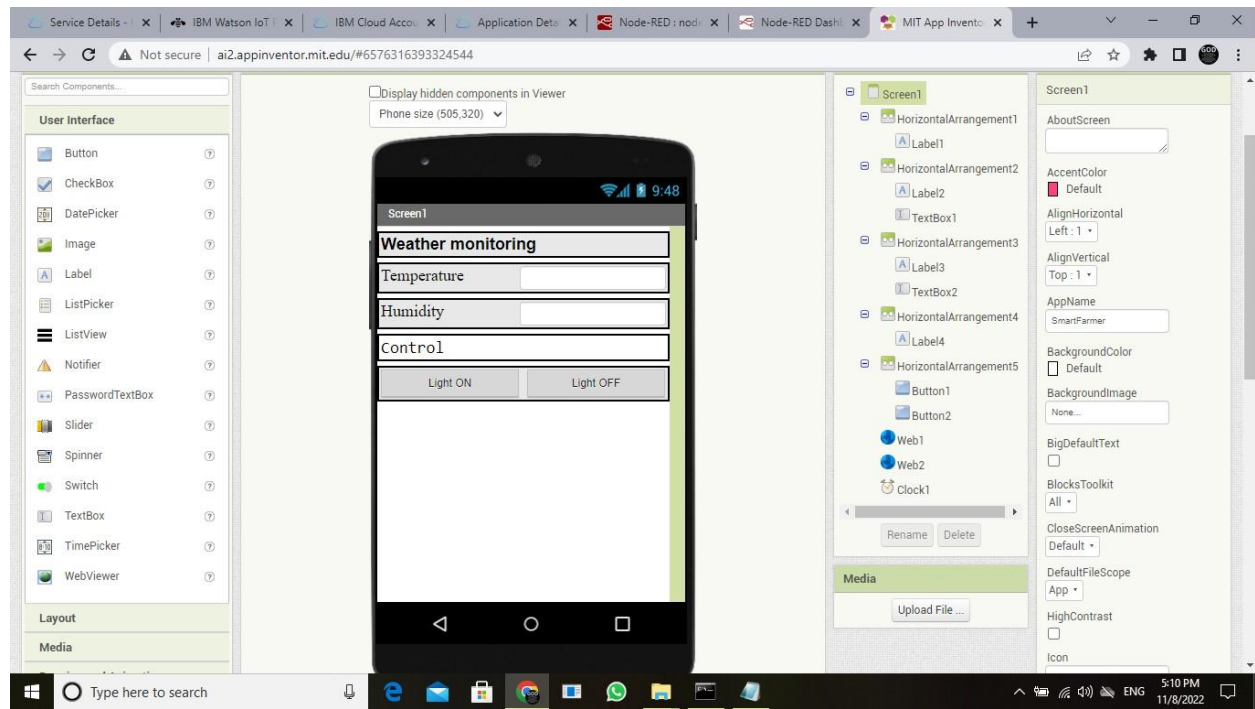 Service Details - I
IBM Watson IoT P
IBM Cloud Accou
Application Deta
Node-RED : node
Node-RED Dash
MIT App Invento
Not secure | ai2.appinventor.mit.edu/#6576316393324544
Search Components...
User Interface
Button
CheckBox
DatePicker
Image
Label
ListPicker
ListView
Notifier
PasswordTextBox
Slider
Spinner
Switch
TextBox
TimePicker
WebViewer
Layout
Media
Display hidden components in Viewer
Phone size (505,320)
9:48
Screen1
Weather monitoring
Temperature
Humidity
Control
Light ON Light OFF
Screen1
HorizontalArrangement1
Label1
HorizontalArrangement2
Label2
TextBox1
HorizontalArrangement3
Label3
TextBox2
HorizontalArrangement4
Label4
HorizontalArrangement5
Button1
Button2
Web1
Web2
Clock1
Rename Delete
Media
Upload File ...
Screen1
AboutScreen
AccentColor
Default
AlignHorizontal
Left : 1
AlignVertical
Top : 1
AppName
SmartFarmer
BackgroundColor
Default
BackgroundImage
None...
BigDefaultText
BlocksToolkit
All
CloseScreenAnimation
Default
DefaultFileScope
App
HighContrast
Icon
Type here to search
ENG
5:10 PM
11/8/2022